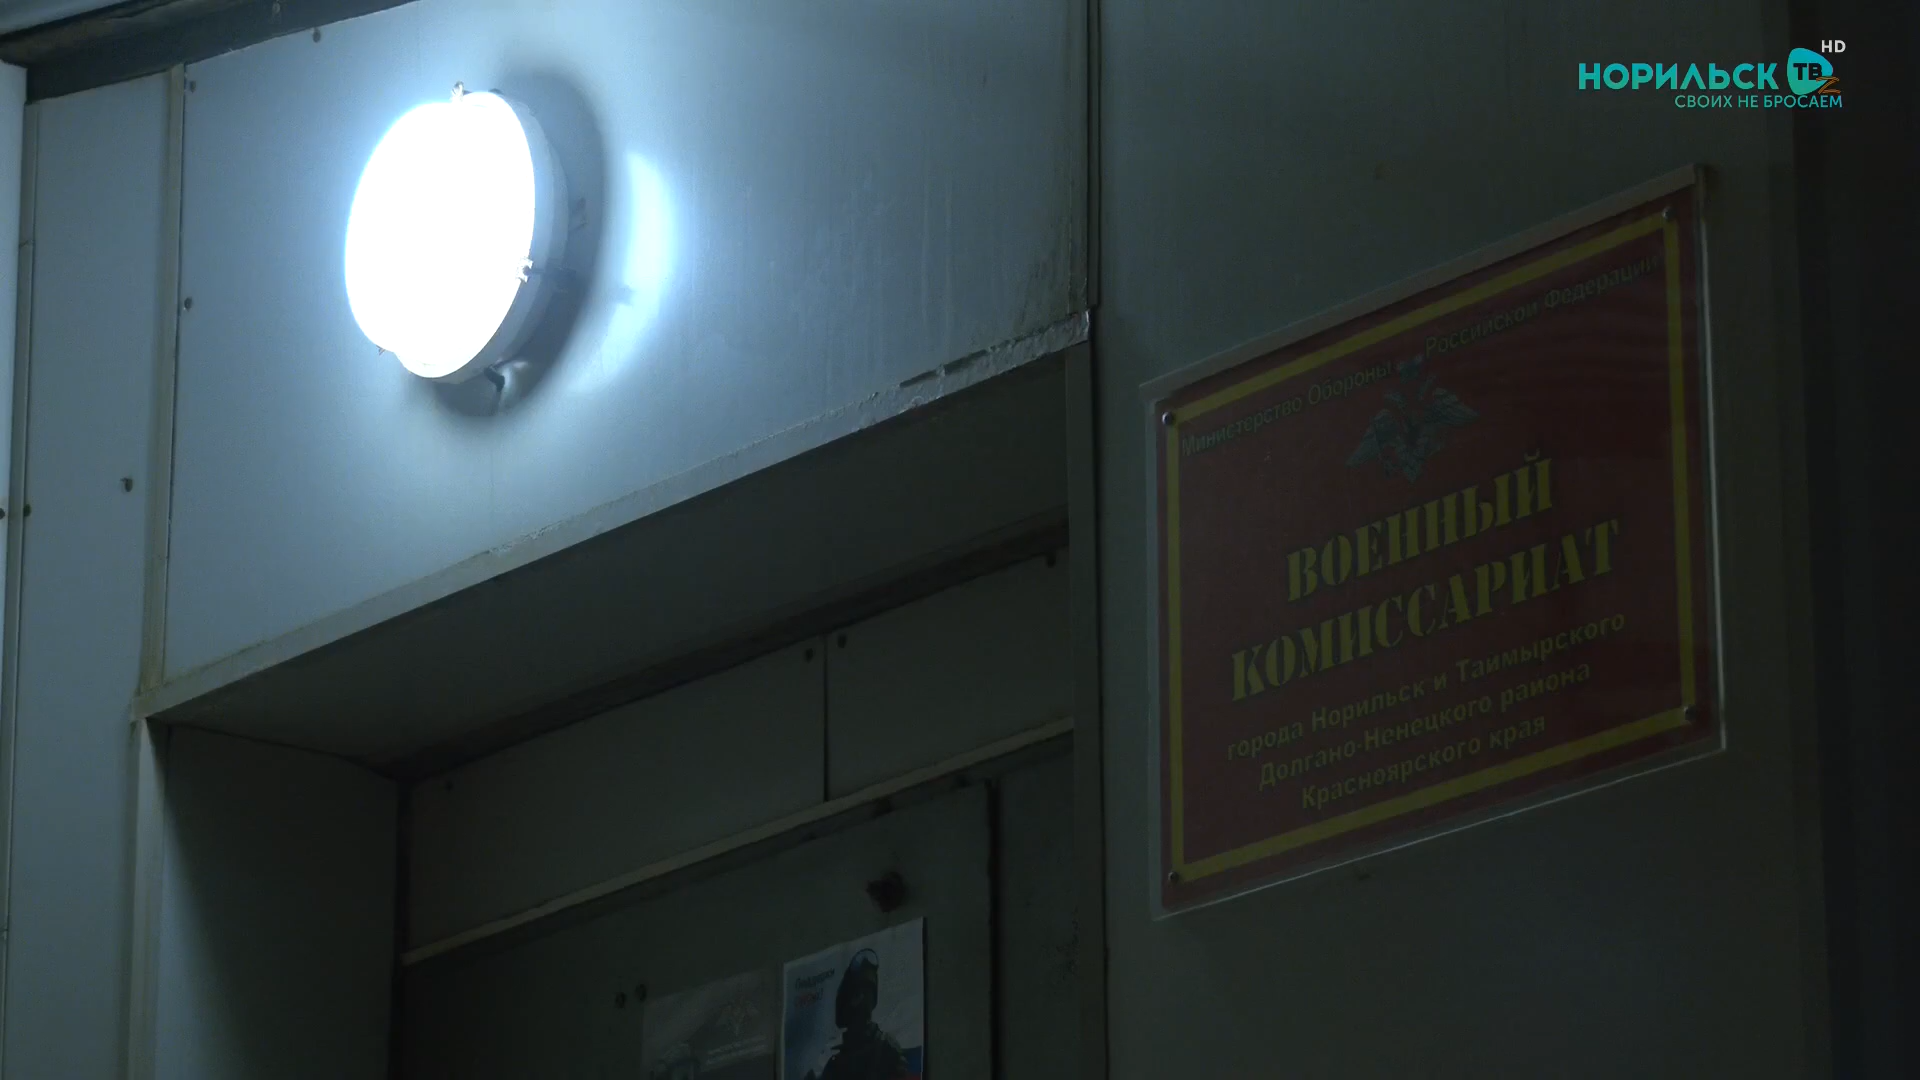 НОРИЛЬСК ТВ HD
СВОИХ НЕ БРОСАЕМ
Министерство Обороны Российской Федерации
ВОЕННЫЙ
КОМИССАРИАТ
города Норильск и Таймырского
Долгано-Ненецкого района
Красноярского края